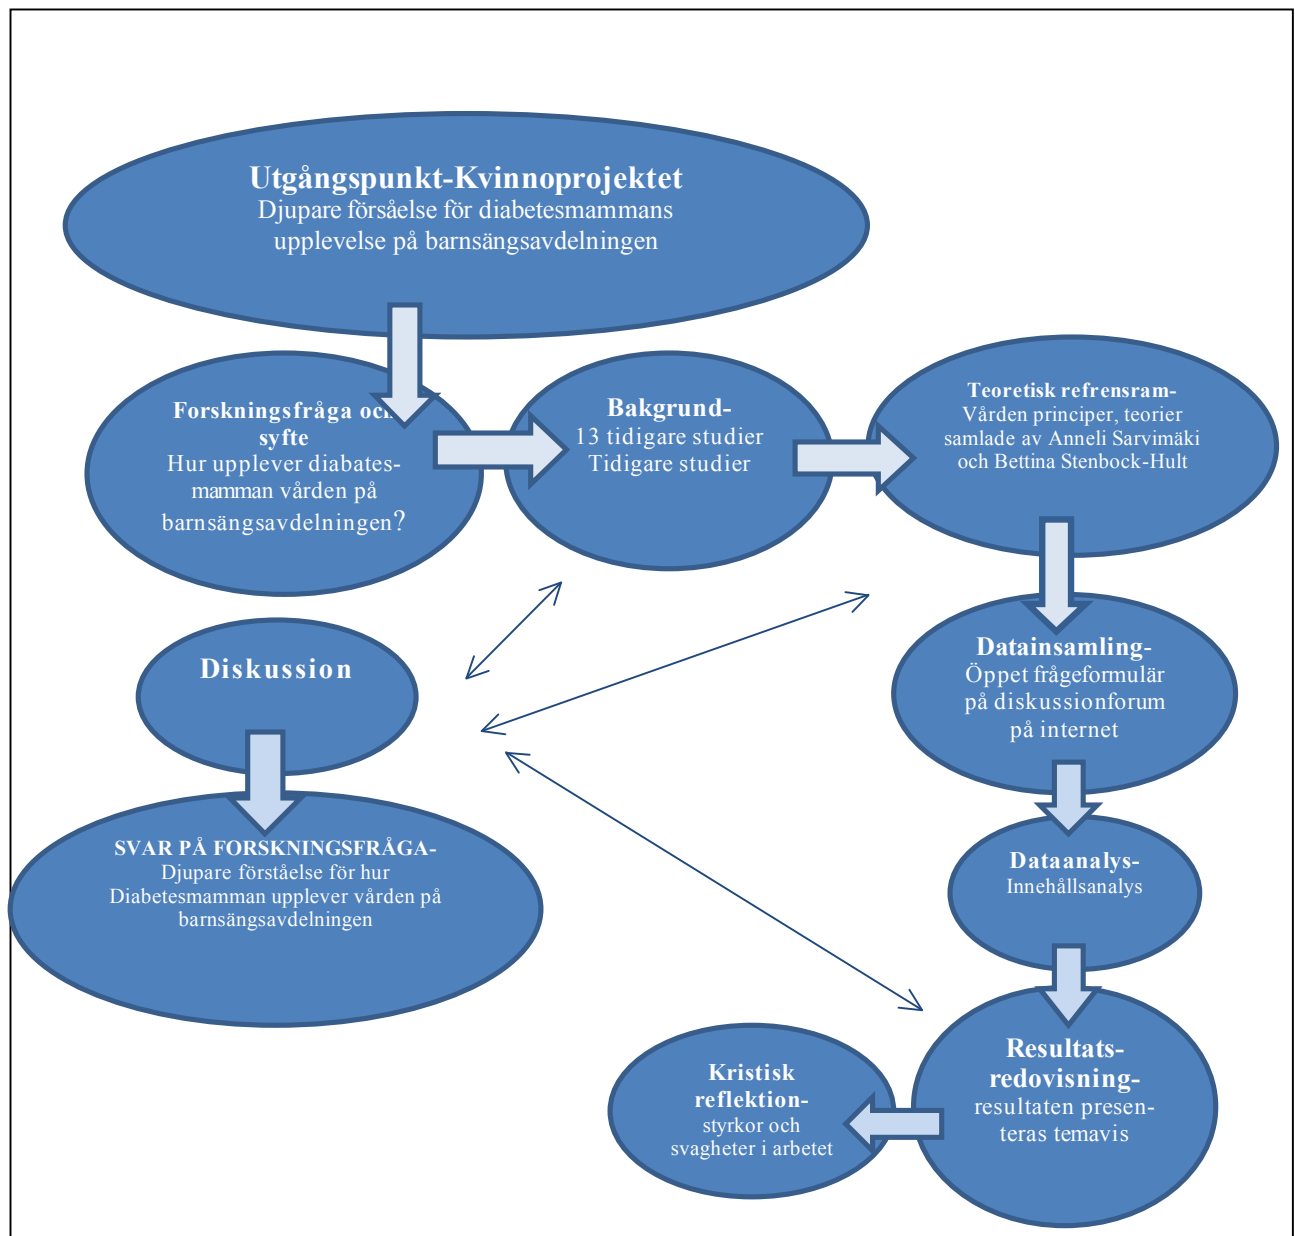 Utgångspunkt-Kvinnoprojektet
Djupare försåelse för diabetesmammans
upplevelse på barnsängsavdelningen
Forskningsfråga och
syfte
Hur upplever diabates-
mamman vården på
barnsängsavdelningen?
Bakgrund-
13 tidigare studier
Tidigare studier
Teoretisk refrensram-
Vården principer, teorier
samlade av Anneli Sarvimäki
och Bettina Stenbock-Hult
Diskussion
Datainsamling-
Öppet frågeformulär
på diskussionforum
på internet
SVAR PÅ FORSKNINGSFRÅGA-
Djupare förståelse för hur
Diabetesmamman upplever vården på
barnsängsavdelningen
Dataanalys-
Innehållsanalys
Resultats-
redovisning-
resultaten presen-
teras temavis
Kristisk
reflektion-
styrkor och
svagheter i arbetet